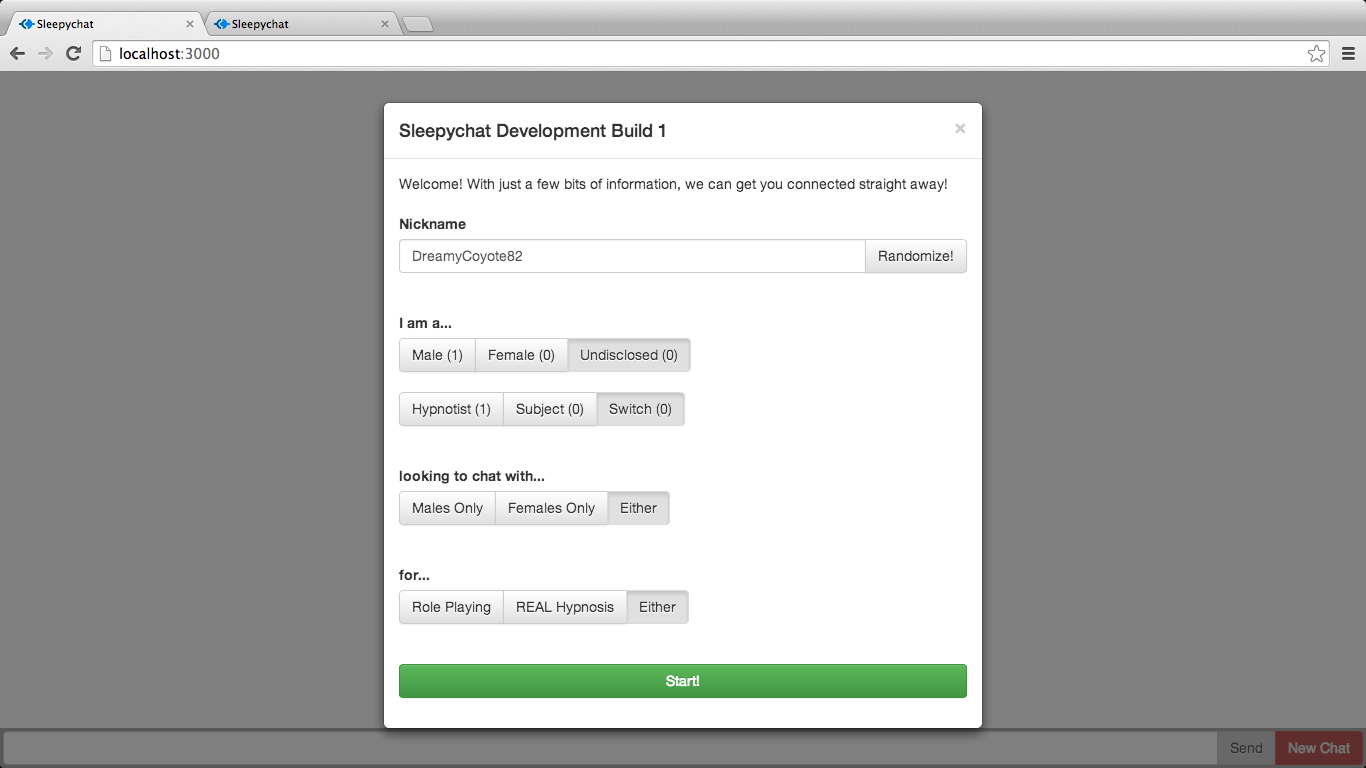 Sleepychat
Sleepychat
localhost:3000
Sleepychat Development Build 1
Welcome! With just a few bits of information, we can get you connected straight away!
Nickname
DreamyCoyote82 Randomize!
I am a...
Male (1) Female (0) Undisclosed (0)
Hypnotist (1) Subject (0) Switch (0)
looking to chat with...
Males Only Females Only Either
for...
Role Playing REAL Hypnosis Either
Start!
Send New Chat